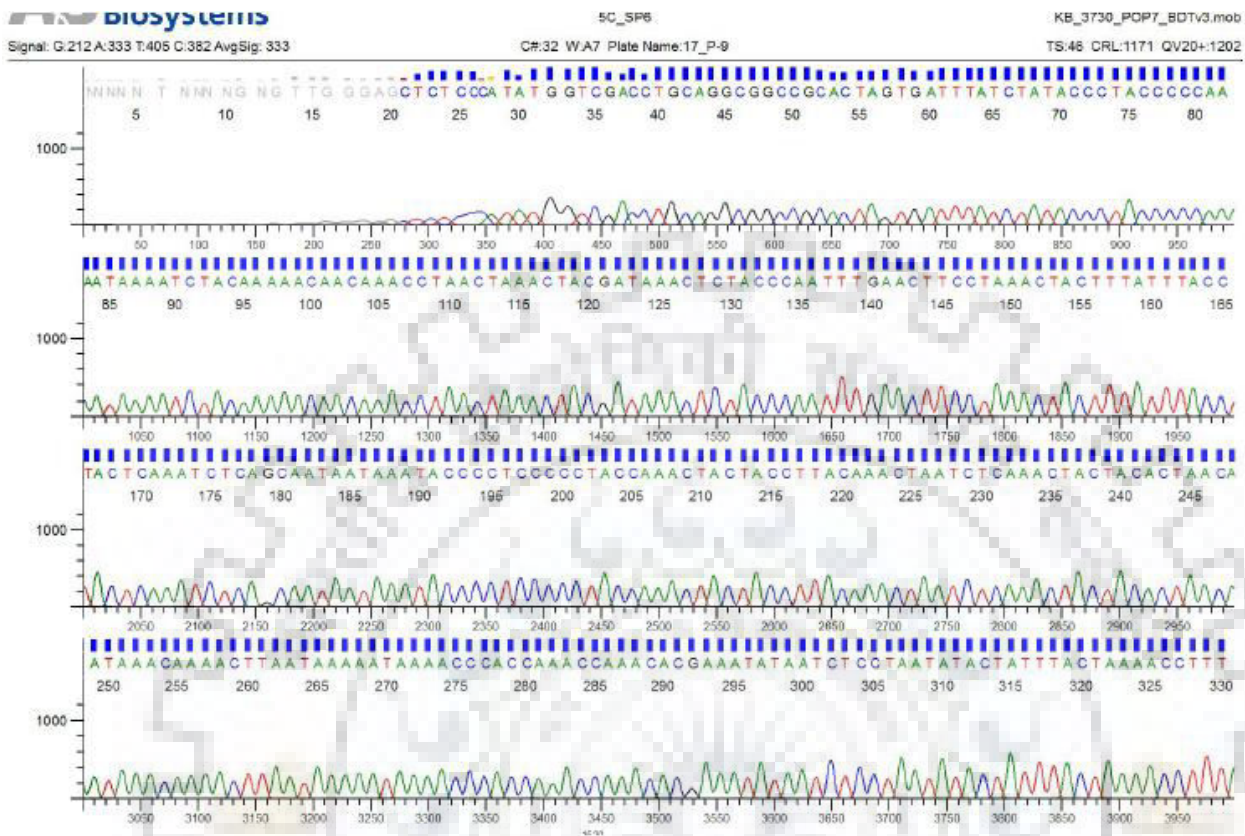 Biosystems
5C_SP6
KB_3730_POP7_BDTv3.mob
Signal: G:212 A:333 T:405 C:382 AvgSig: 333
C#:32 W:A7 Plate Name:17_P-9
TS:46 CRL:1171 QV20+:1202
NNNNN T NNN NG NG T T G GGAGCTCTCCCATATGGTCGACCTGCAGGCGGCCGCACTAGTGATTTATCTATACCCTACCCCCAA
5 10 15 20 25 30 35 40 45 50 55 60 65 70 75 80
1000
50 100 150 200 250 300 350 400 450 500 550 600 650 700 750 800 850 900 950
AATAAAATCTACAAAAACAACAAACCTAACTAAACTACGATAAACTCTACCCAATTTGAACTTCCTAAACTACTTTATTTACC
85 90 95 100 105 110 115 120 125 130 135 140 145 150 155 160 165
1000
1050 1100 1150 1200 1250 1300 1350 1400 1450 1500 1550 1600 1650 1700 1750 1800 1850 1900 1950
TACTCAAATCTCAGCAATAATAAATACCCCTCCCCCTACCAAACTACTACCTTACAAACTAATCTCAAACTACTACACTAACA
170 175 180 185 190 195 200 205 210 215 220 225 230 235 240 245
1000
2050 2100 2150 2200 2250 2300 2350 2400 2450 2500 2550 2600 2650 2700 2750 2800 2850 2900 2950
ATAAACAAAACTTAATAAAAATAAAACCCACCAAACCAAACACGAAATATAATCTCCTAATATACTATTTACTAAAACCTTT
250 255 260 265 270 275 280 285 290 295 300 305 310 315 320 325 330
1000
3050 3100 3150 3200 3250 3300 3350 3400 3450 3500 3550 3600 3650 3700 3750 3800 3850 3900 3950